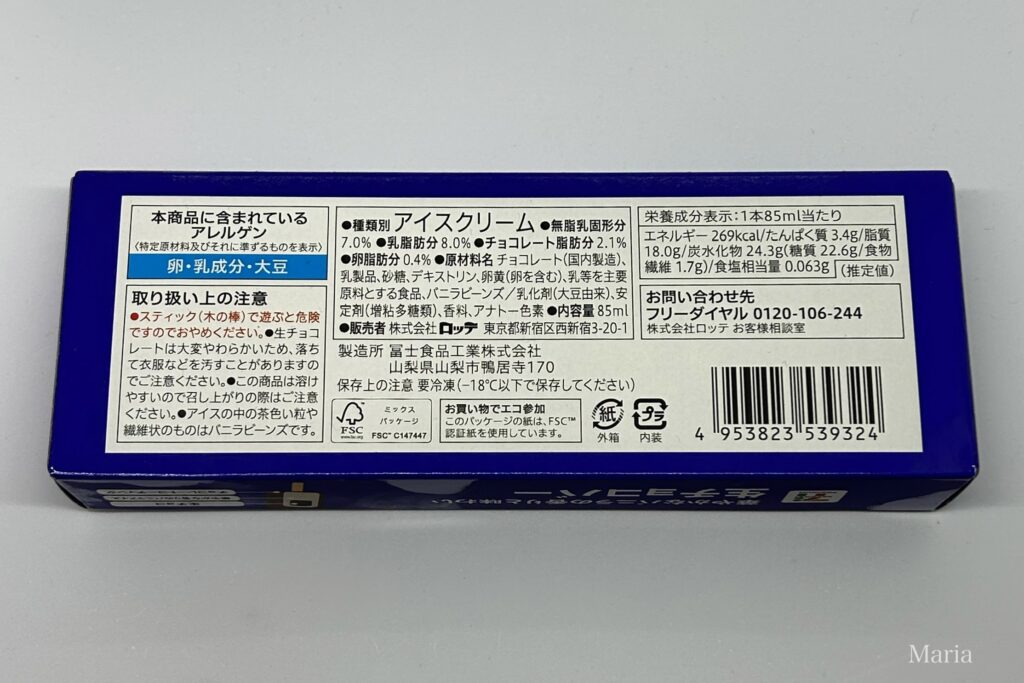 本商品に含まれている
アレルゲン
〈特定原材料及びそれに準ずるものを表示〉
卵・乳成分・大豆
取り扱い上の注意
●スティック(木の棒)で遊ぶと危険
ですのでおやめください。●生チョコ
レートは大変やわらかいため、落ち
て衣服などを汚すことがありますの
でご注意ください。●この商品は溶け
やすいので召し上がりの際はご注意
ください。●アイスの中の茶色い粒や
繊維状のものはバニラビーンズです。
●種類別 アイスクリーム ●無脂乳固形分
7.0% ●乳脂肪分 8.0% ●チョコレート脂肪分 2.1%
●卵脂肪分 0.4% ●原材料名 チョコレート(国内製造)、
乳製品、砂糖、デキストリン、卵黄(卵を含む)、乳等を主要
原料とする食品、バニラビーンズ/乳化剤(大豆由来)、安
定剤(増粘多糖類)、香料、アナトー色素 ●内容量 85ml
●販売者 株式会社 ロッテ 東京都新宿区西新宿3-20-1
製造所 冨士食品工業株式会社
山梨県山梨市鴨居寺170
保存上の注意 要冷凍(−18℃以下で保存してください)
FSC
www.fsc.org
ミックス
パッケージ
FSC™ C147447
お買い物でエコ参加
このパッケージの紙は、FSC™
認証紙を使用しています。
紙
外箱
プラ
内装
栄養成分表示:1本85ml当たり
エネルギー 269kcal/たんぱく質 3.4g/脂質
18.0g/炭水化物 24.3g(糖質 22.6g/食物
繊維 1.7g)/食塩相当量 0.063g (推定値)
お問い合わせ先
フリーダイヤル 0120-106-244
株式会社ロッテ お客様相談室
4 953823 539324
生チョコバー
華やかなバニラの香りと味わい
Maria